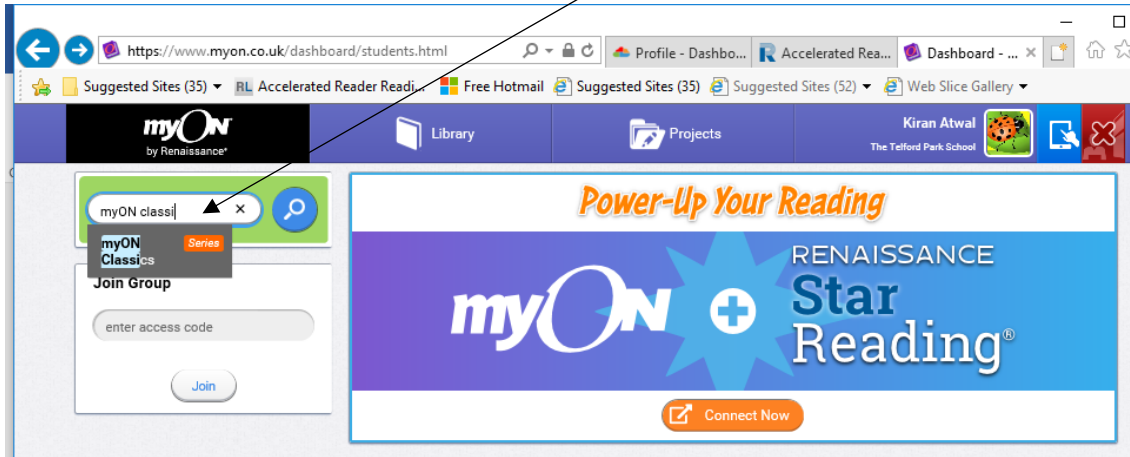 https://www.myon.co.uk/dashboard/students.html
Profile - Dashbo...
Accelerated Rea...
Dashboard - ...
Suggested Sites (35)
RL Accelerated Reader Readi...
Free Hotmail
Suggested Sites (35)
Suggested Sites (52)
Web Slice Gallery
myON
by Renaissance
Library
Projects
Kiran Atwal
The Telford Park School
myON classi
myON Series
Classics
Join Group
enter access code
Join
Power-Up Your Reading
myON
RENAISSANCE
Star
Reading®
Connect Now